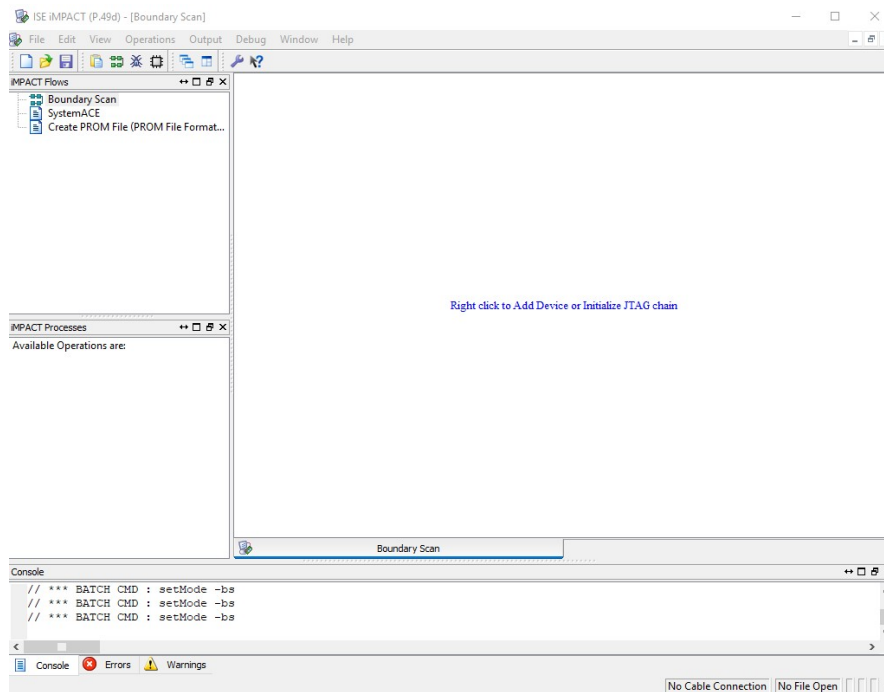 ISE iMPACT (P.49d) - [Boundary Scan]
File Edit View Operations Output Debug Window Help
iMPACT Flows
Boundary Scan
SystemACE
Create PROM File (PROM File Format...
Right click to Add Device or Initialize JTAG chain
iMPACT Processes
Available Operations are:
Boundary Scan
Console
// *** BATCH CMD : setMode -bs
// *** BATCH CMD : setMode -bs
// *** BATCH CMD : setMode -bs
Console Errors Warnings
No Cable Connection No File Open